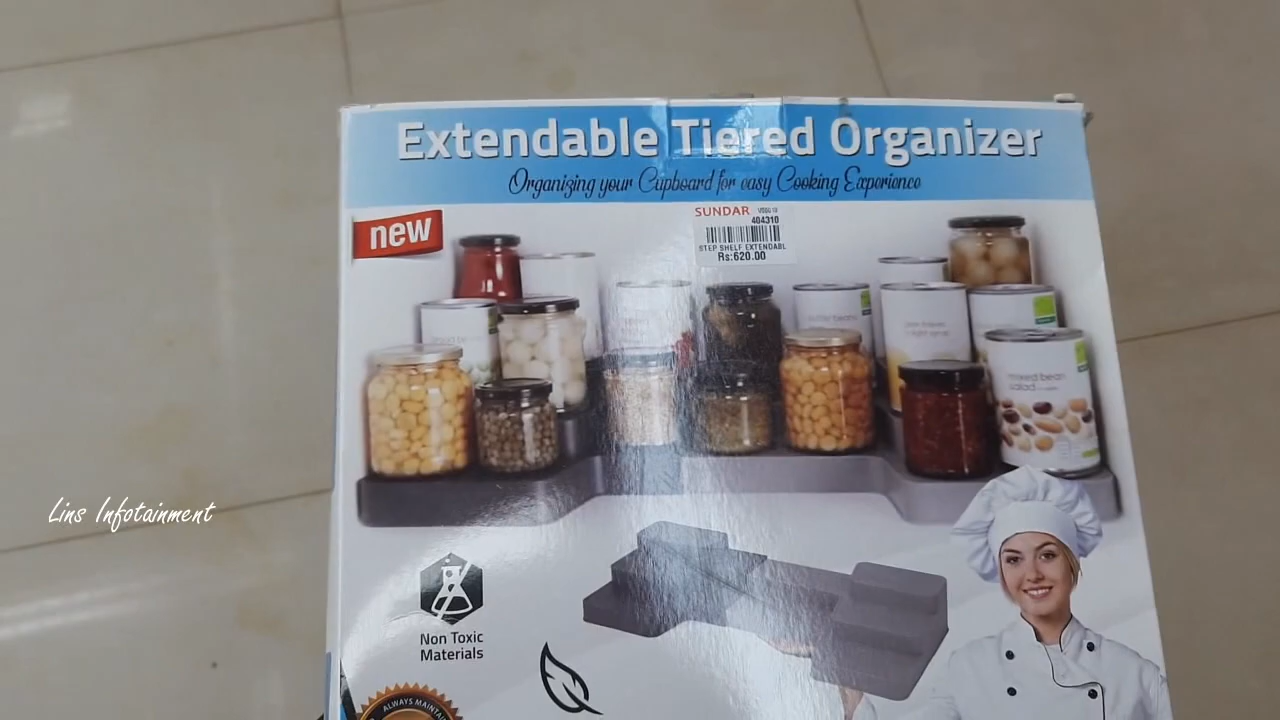 Extendable Tiered Organizer
Organizing your Cupboard for easy Cooking Experience
new
SUNDAR
404310
STEP SHELF EXTENDABL
Rs:620.00
mixed bean
salad
Lins Infotainment
Non Toxic
Materials
ALWAYS MAINTAI